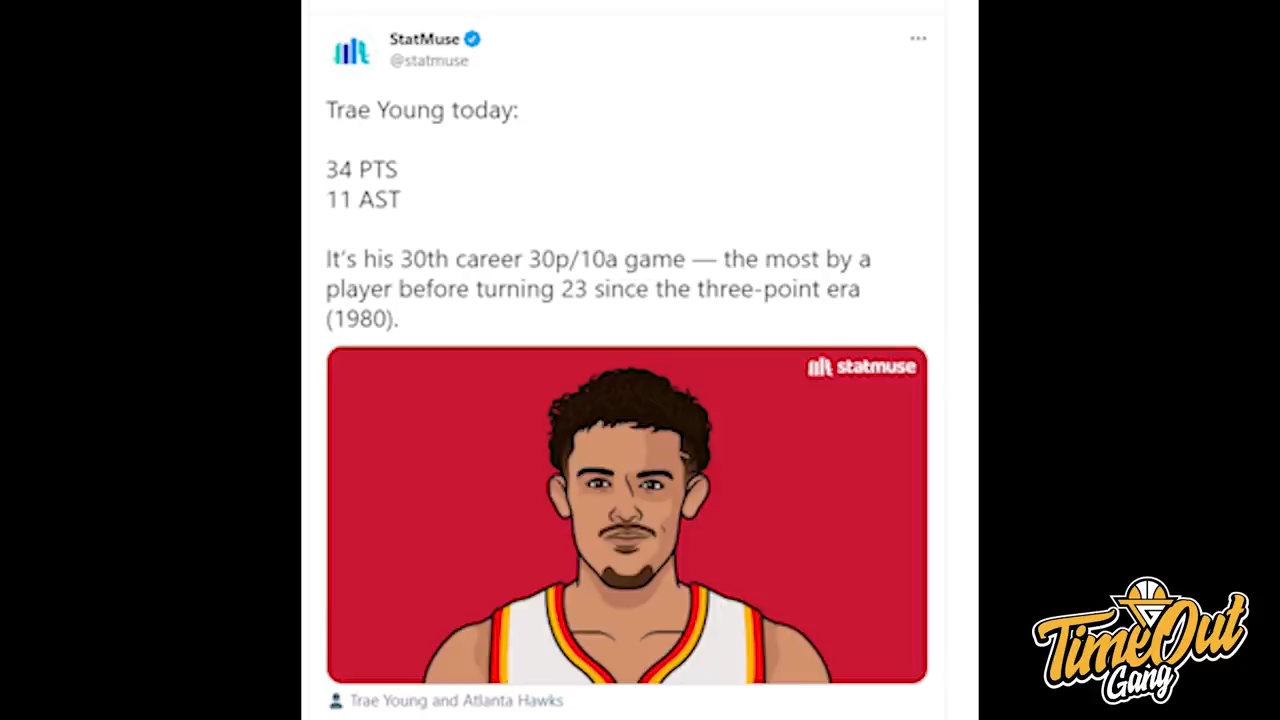 StatMuse
@statmuse
Trae Young today:
34 PTS
11 AST
It's his 30th career 30p/10a game — the most by a
player before turning 23 since the three-point era
(1980).
statmuse
Trae Young and Atlanta Hawks
TimeOut
Gang